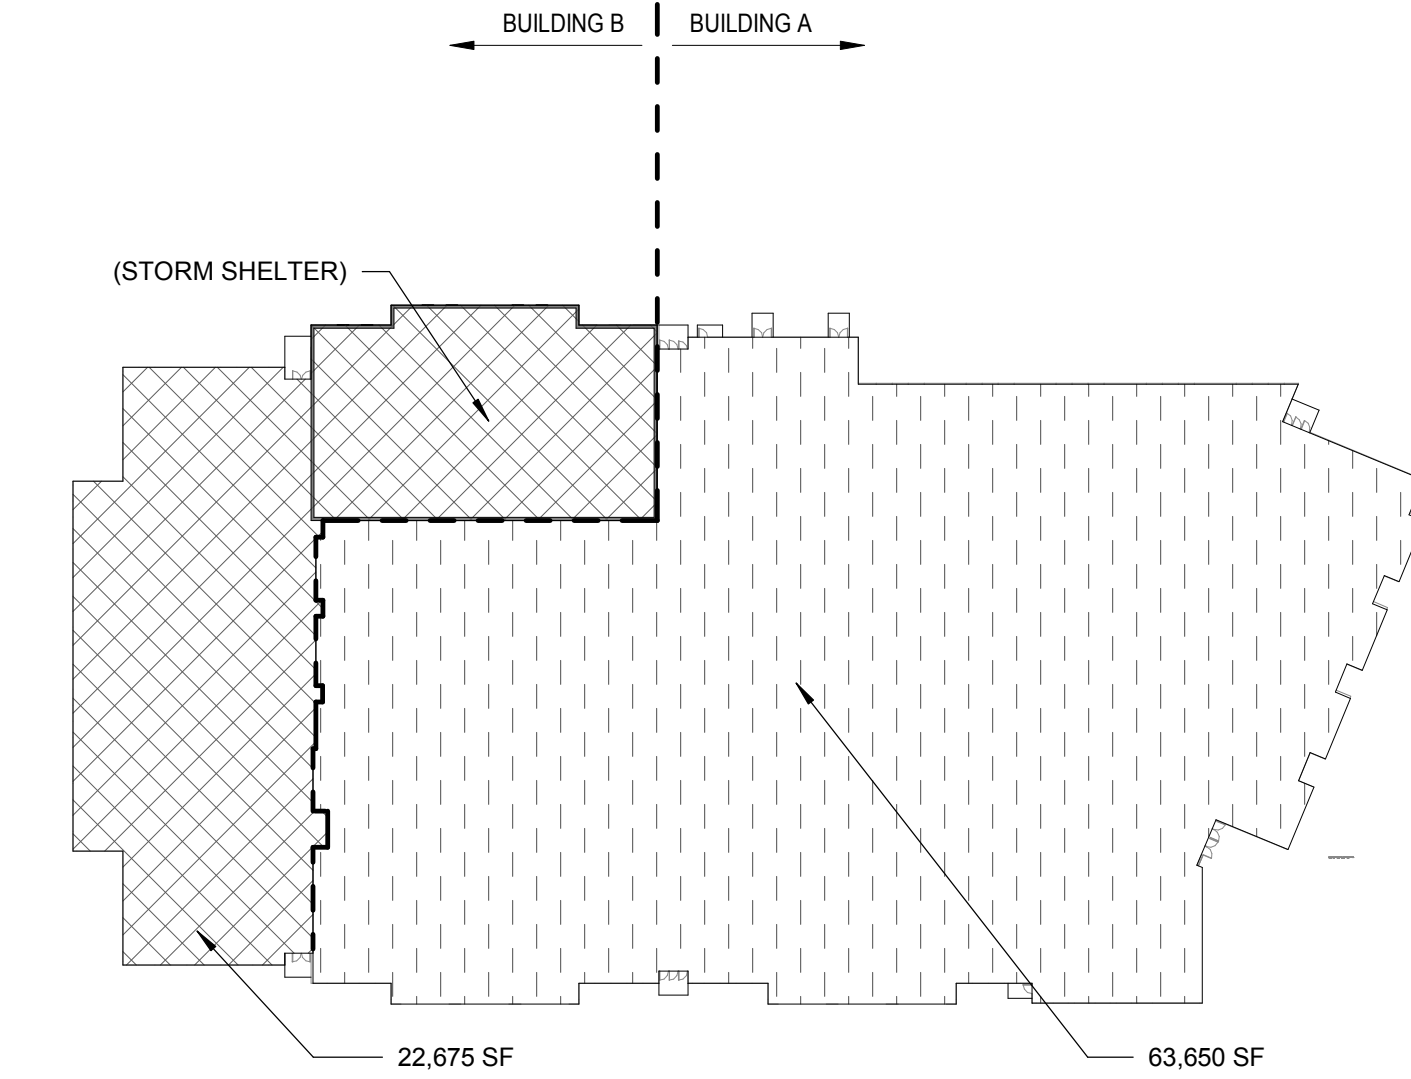 BUILDING B
BUILDING A
(STORM SHELTER)
22,675 SF
63,650 SF